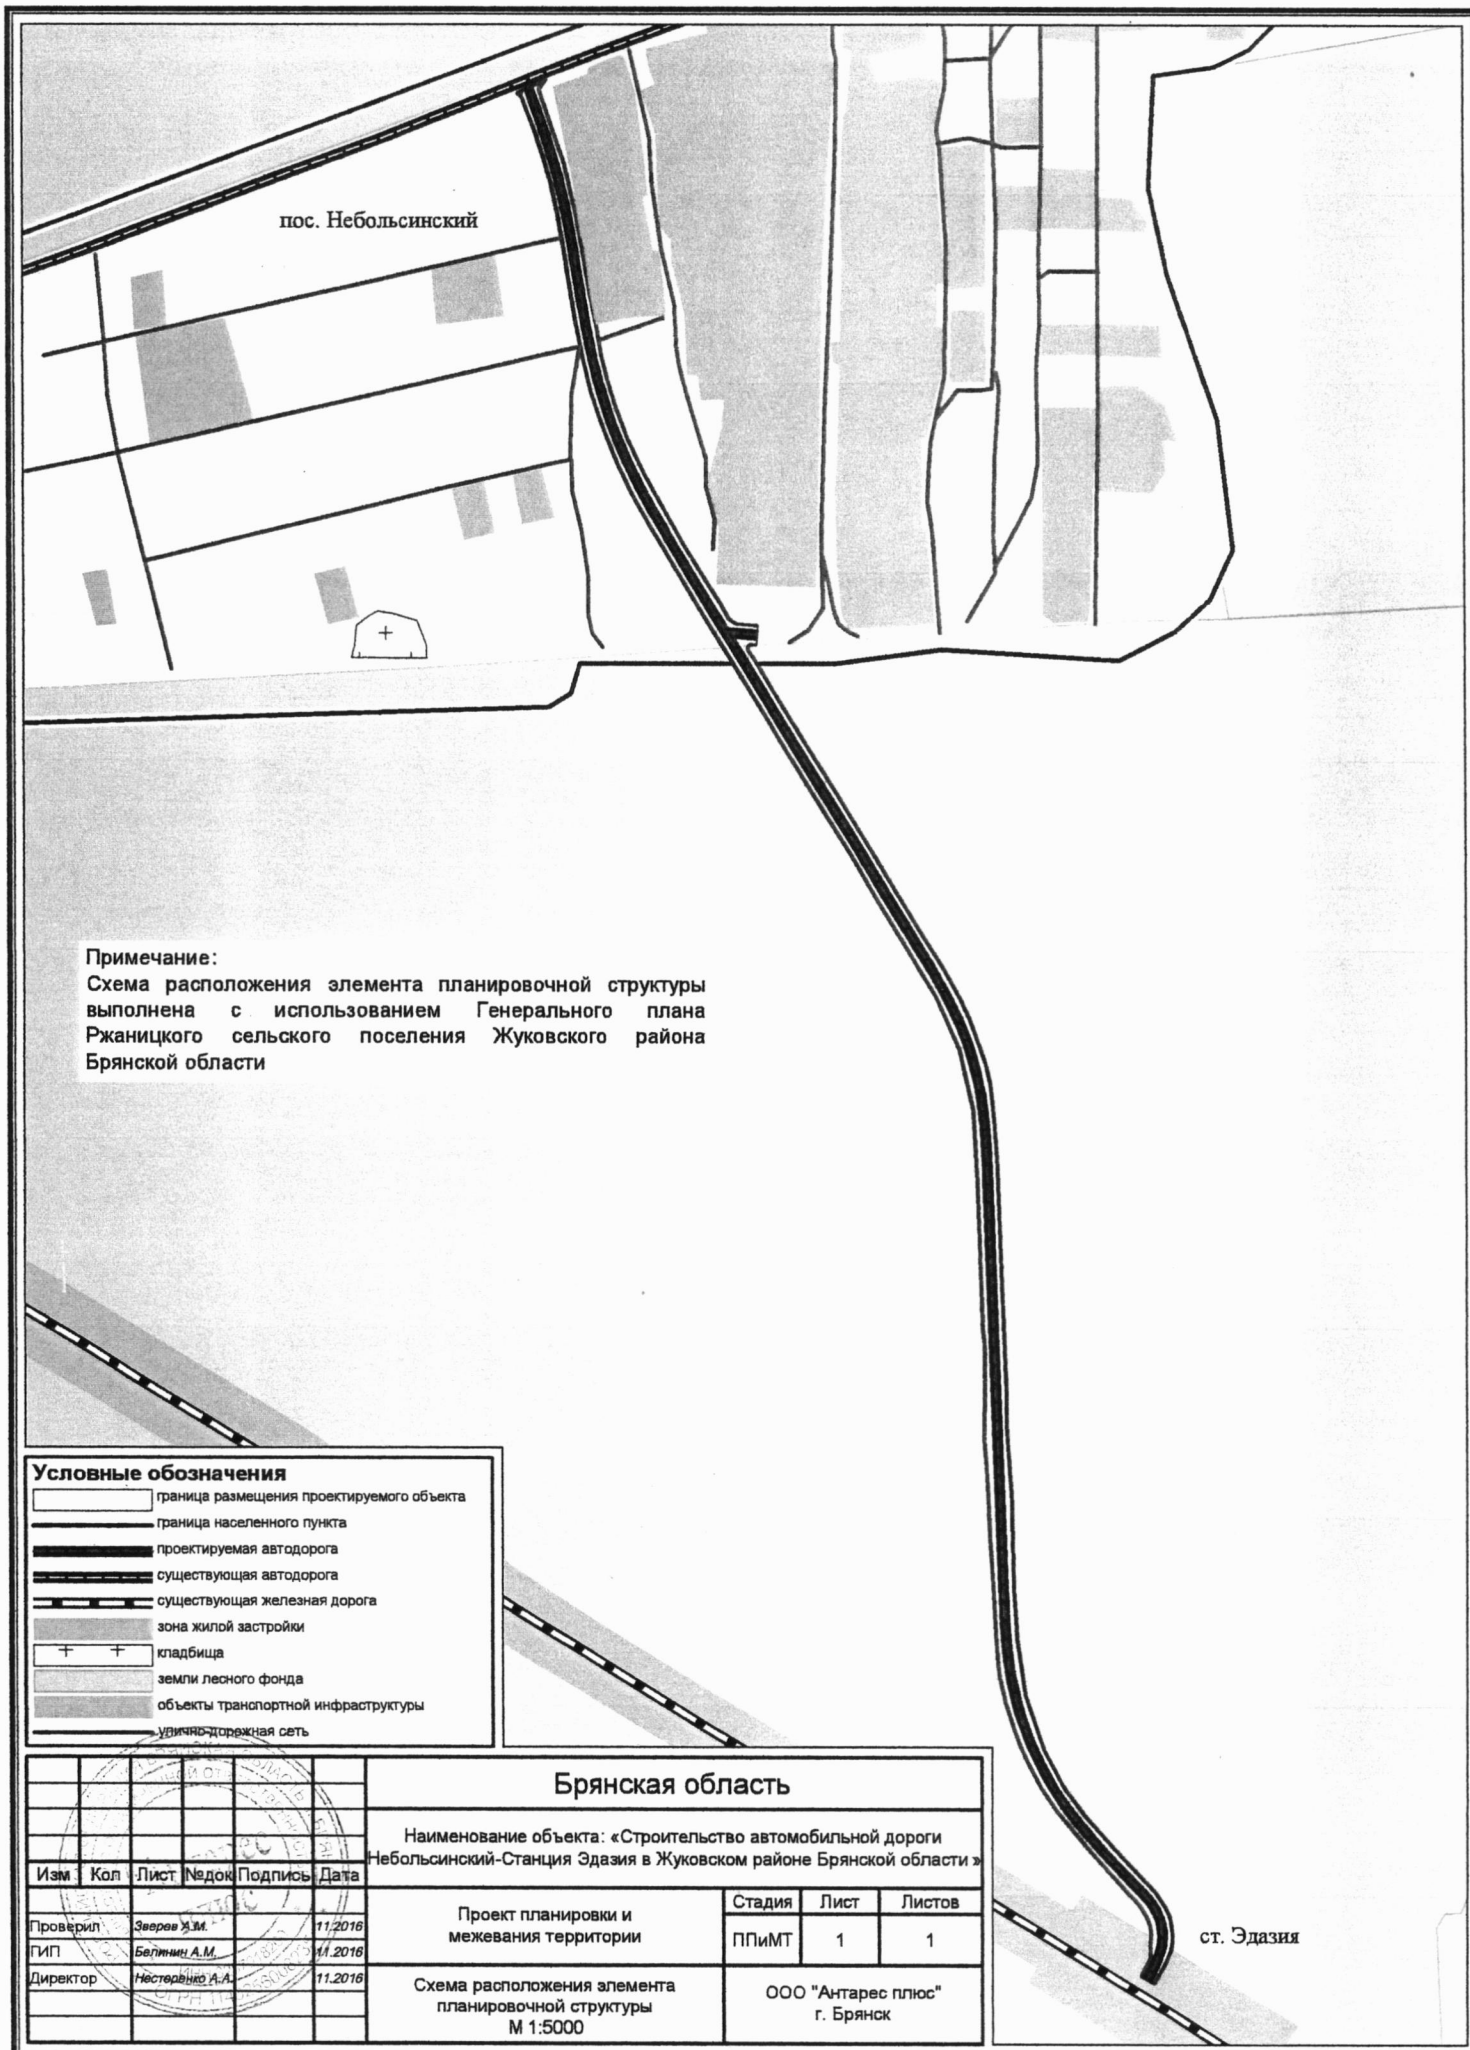 пос. Небольсинский
Примечание:
Схема расположения элемента планировочной структуры
выполнена с использованием Генерального плана
Ржаницкого сельского поселения Жуковского района
Брянской области
Условные обозначения
граница размещения проектируемого объекта
граница населенного пункта
проектируемая автодорога
существующая автодорога
существующая железная дорога
зона жилой застройки
кладбища
земли лесного фонда
объекты транспортной инфраструктуры
улично-дорожная сеть
Брянская область
Наименование объекта: «Строительство автомобильной дороги
Небольсинский-Станция Эдазия в Жуковском районе Брянской области»
Изм Кол Лист №док Подпись Дата
Проверил Зверев А.М. 11.2016
ГИП Белинин А.М. 11.2016
Директор Нестеренко А.А. 11.2016
Проект планировки и
межевания территории
Стадия Лист Листов
ППиМТ 1 1
Схема расположения элемента
планировочной структуры
М 1:5000
ООО "Антарес плюс"
г. Брянск
ст. Эдазия